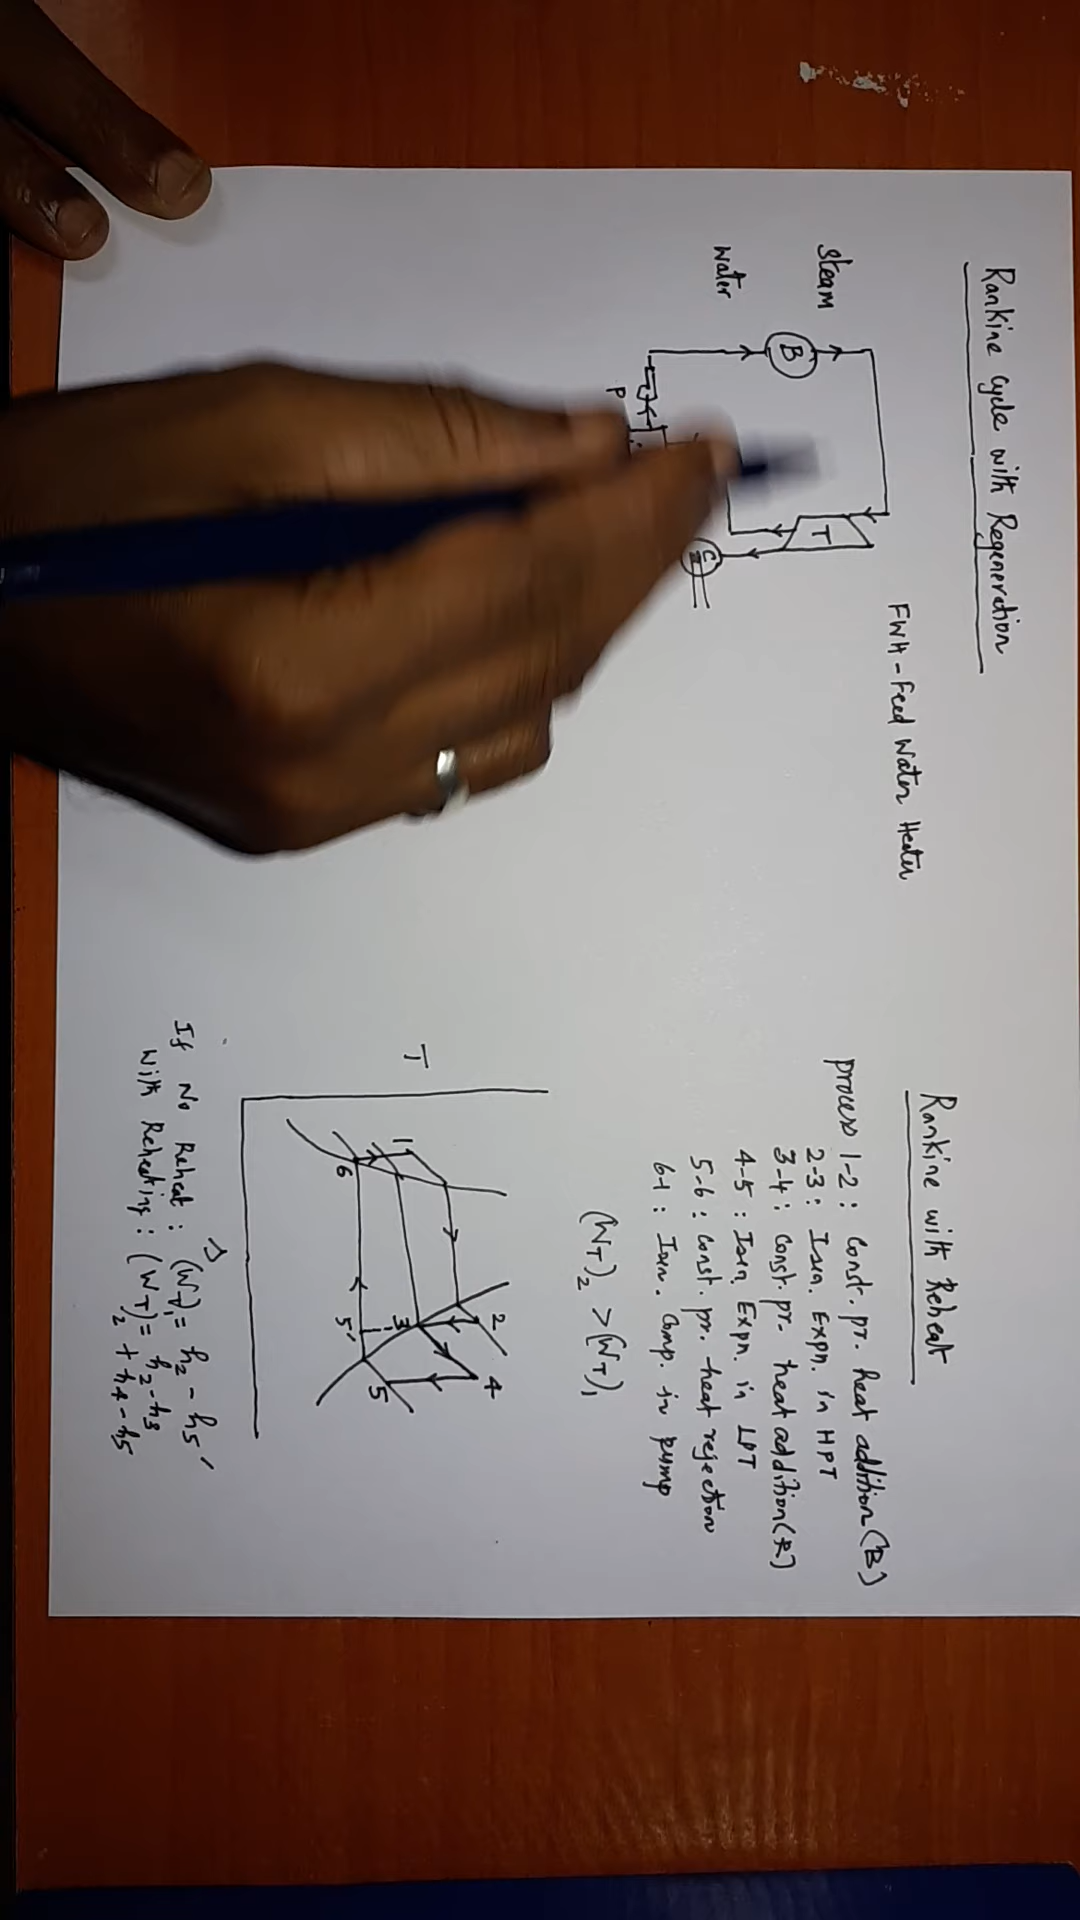 Rankine Cycle with Regeneration
FWH - Feed Water Heater
steam
water
B
T
C
P
Rankine with Reheat
process 1-2 : Const. pr. heat addition (B)
2-3 : Isen. Expn. in HPT
3-4 : Const. pr. heat addition (R)
4-5 : Isen. Expn. in LPT
5-6 : Const. pr. heat rejection
6-1 : Isen. Comp. in pump
(WT)2 > (WT)1
T
1
2
3
4
5
5'
6
If No Reheat : (WT)1 = h2 - h5'
With Reheating : (WT)2 = h2 - h3 + h4 - h5